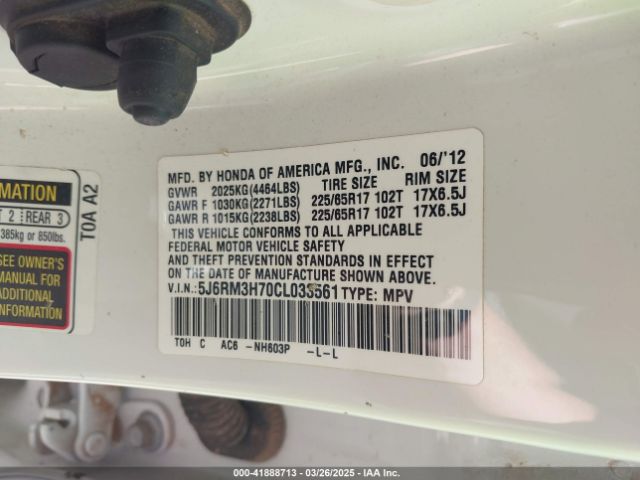 MFD. BY HONDA OF AMERICA MFG., INC. 06/'12
GVWR 2025KG(4464LBS) TIRE SIZE RIM SIZE
GAWR F 1030KG(2271LBS) 225/65R17 102T 17X6.5J
GAWR R 1015KG(2238LBS) 225/65R17 102T 17X6.5J
THIS VEHICLE CONFORMS TO ALL APPLICABLE
FEDERAL MOTOR VEHICLE SAFETY
AND THEFT PREVENTION STANDARDS IN EFFECT
ON THE DATE OF MANUFACTURE SHOWN ABOVE.
V.I.N.: 5J6RM3H70CL033561 TYPE: MPV
TOH C AC6 -NH603P -L-L
MATION
T 2 REAR 3
385kg or 850lbs.
SEE OWNER'S
MANUAL FOR
ADDITIONAL
T0A A2
000-41888713 — 03/26/2025 — IAA Inc.